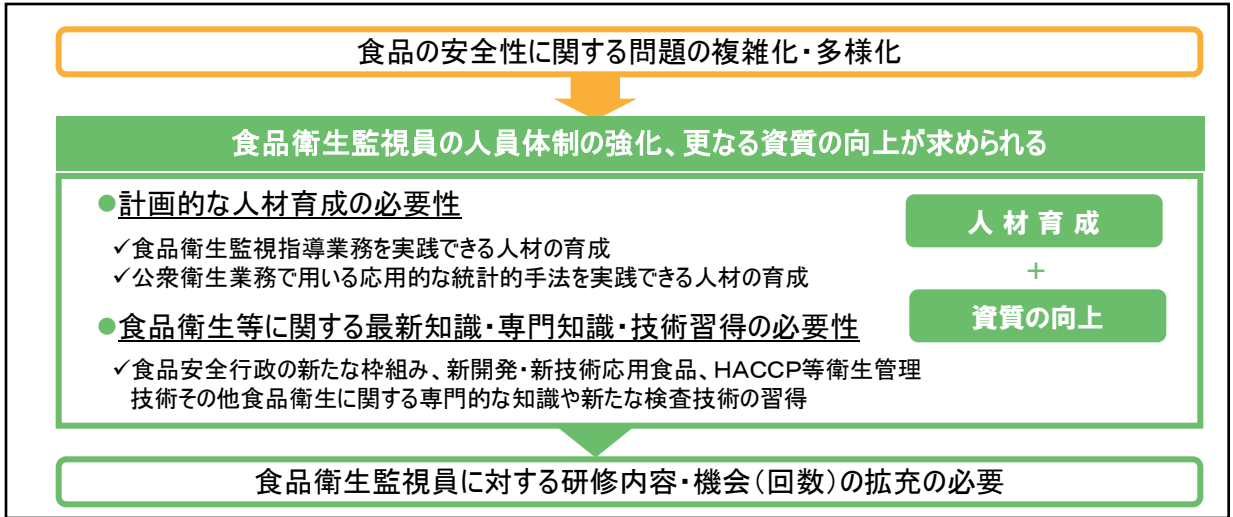 食品の安全性に関する問題の複雑化・多様化
食品衛生監視員の人員体制の強化、更なる資質の向上が求められる
●計画的な人材育成の必要性
✓食品衛生監視指導業務を実践できる人材の育成
✓公衆衛生業務で用いる応用的な統計的手法を実践できる人材の育成
●食品衛生等に関する最新知識・専門知識・技術習得の必要性
✓食品安全行政の新たな枠組み、新開発・新技術応用食品、HACCP等衛生管理
技術その他食品衛生に関する専門的な知識や新たな検査技術の習得
人材育成
+
資質の向上
食品衛生監視員に対する研修内容・機会(回数)の拡充の必要